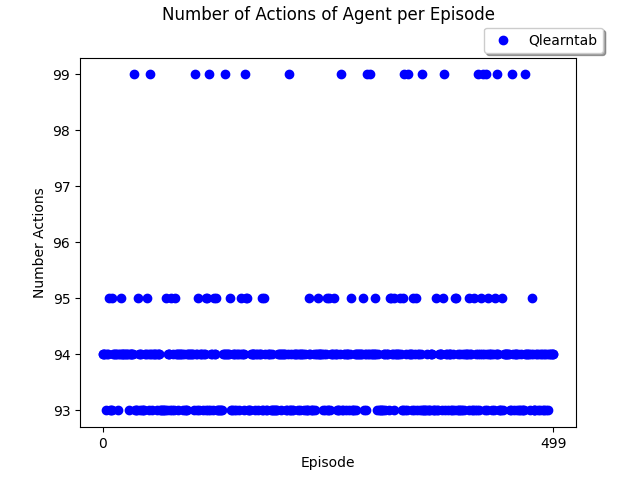 Number of Actions of Agent per Episode
Qlearntab
99
98
97
96
95
94
93
Number Actions
0
499
Episode